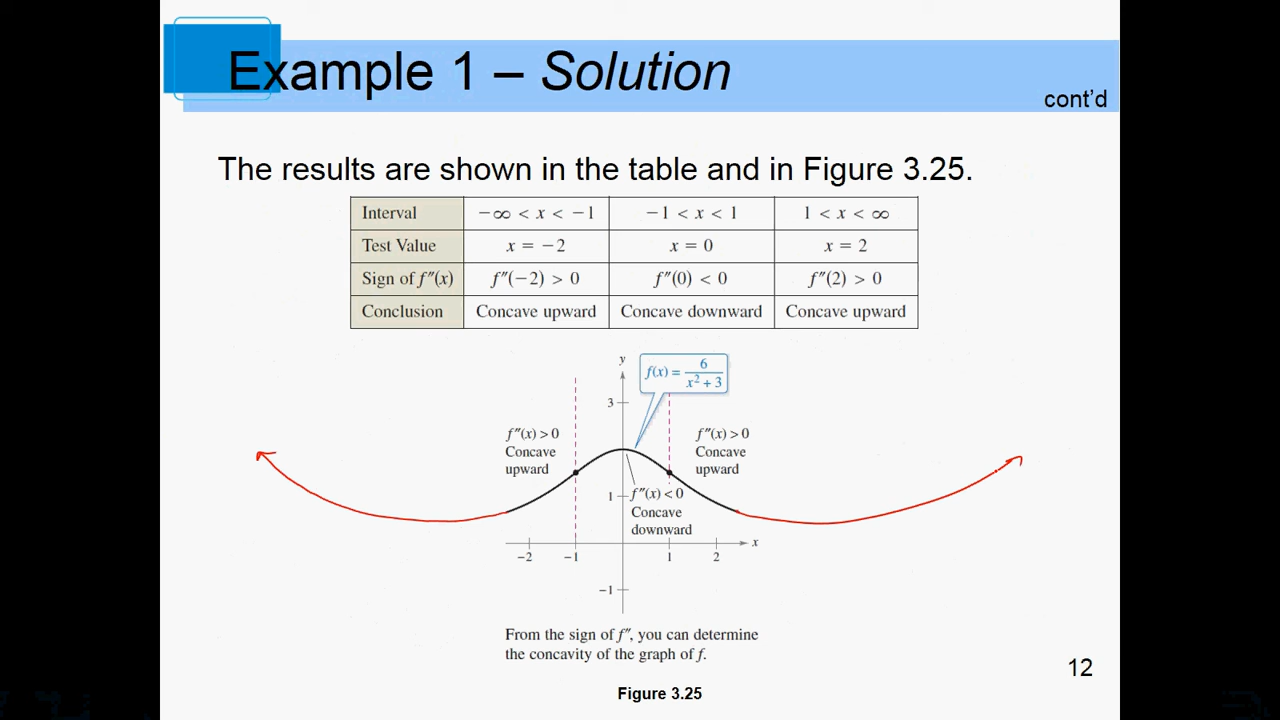 Example 1 – Solution
cont'd
The results are shown in the table and in Figure 3.25.
Interval −∞ < x < −1 −1 < x < 1 1 < x < ∞
Test Value x = −2 x = 0 x = 2
Sign of f″(x) f″(−2) > 0 f″(0) < 0 f″(2) > 0
Conclusion Concave upward Concave downward Concave upward
y
f(x) = 6 / (x² + 3)
3
f″(x) > 0
Concave
upward
f″(x) > 0
Concave
upward
1
f″(x) < 0
Concave
downward
x
−2 −1 1 2
−1
From the sign of f″, you can determine
the concavity of the graph of f.
12
Figure 3.25